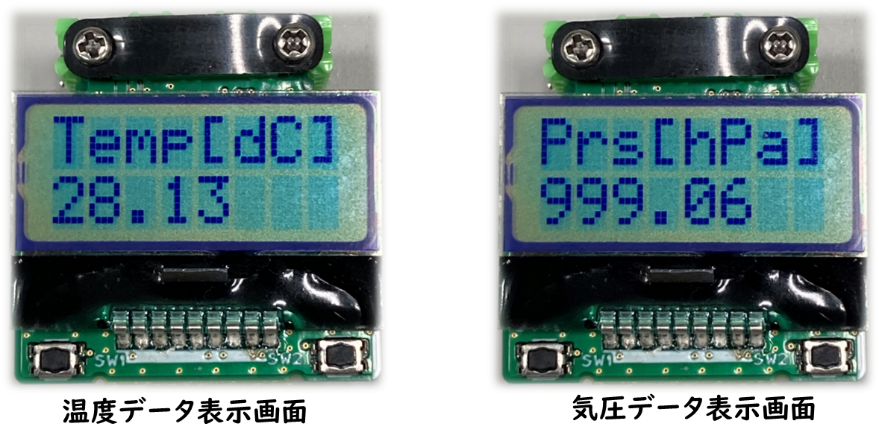 Temp[dC]
28.13
SW1
SW2
温度データ表示画面
Prs[hPa]
999.06
SW1
SW2
気圧データ表示画面